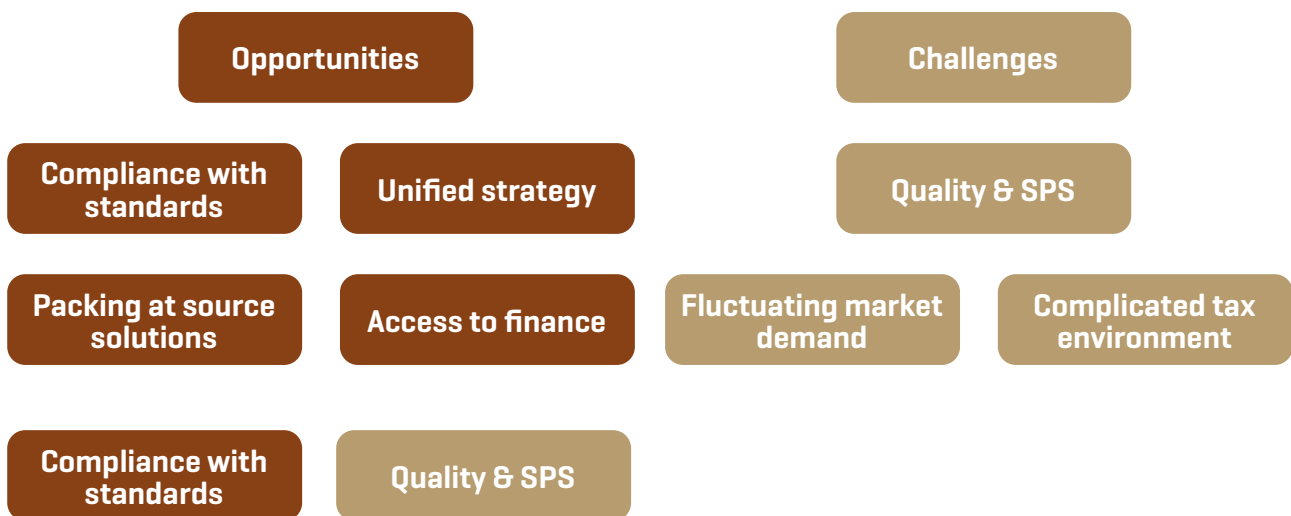 Opportunities
Challenges
Compliance with
standards
Unified strategy
Quality & SPS
Packing at source
solutions
Access to finance
Fluctuating market
demand
Complicated tax
environment
Compliance with
standards
Quality & SPS